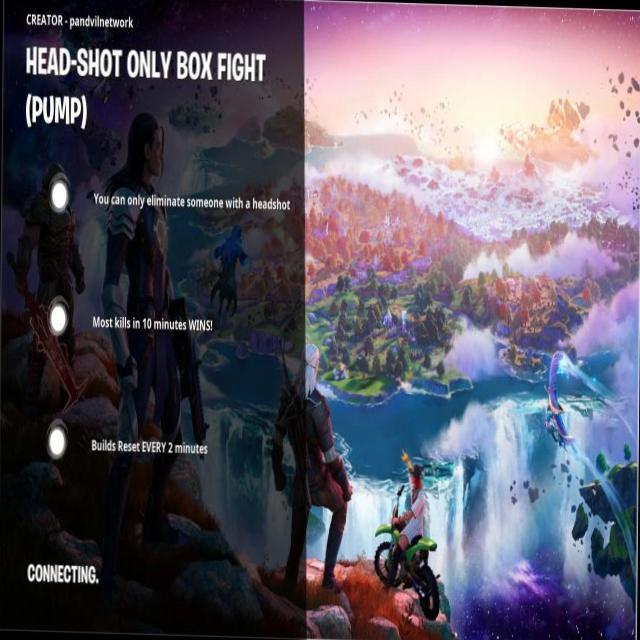 CREATOR - pandvilnetwork
HEAD-SHOT ONLY BOX FIGHT
(PUMP)
You can only eliminate someone with a headshot
Most kills in 10 minutes WINS!
Builds Reset EVERY 2 minutes
CONNECTING.